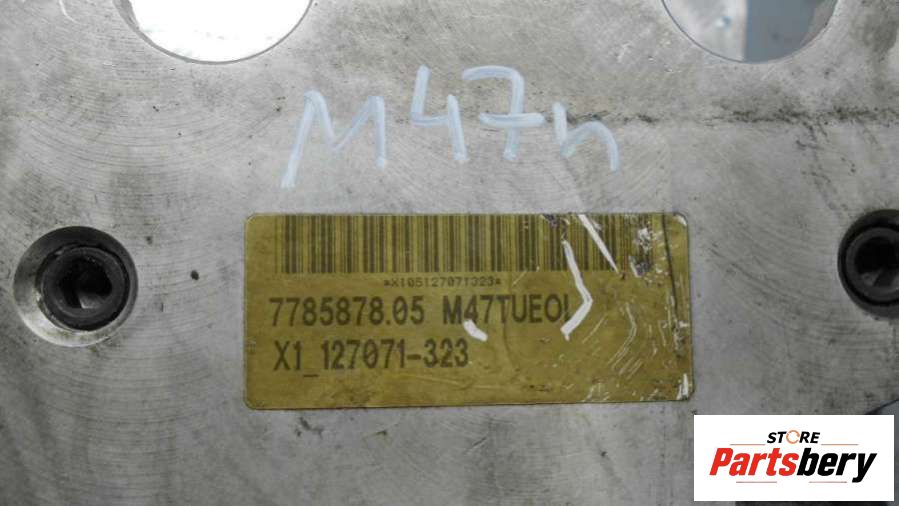 M47n
*X105127071323*
7785878.05 M47TUEOL
X1_127071-323
STORE
Partsbery